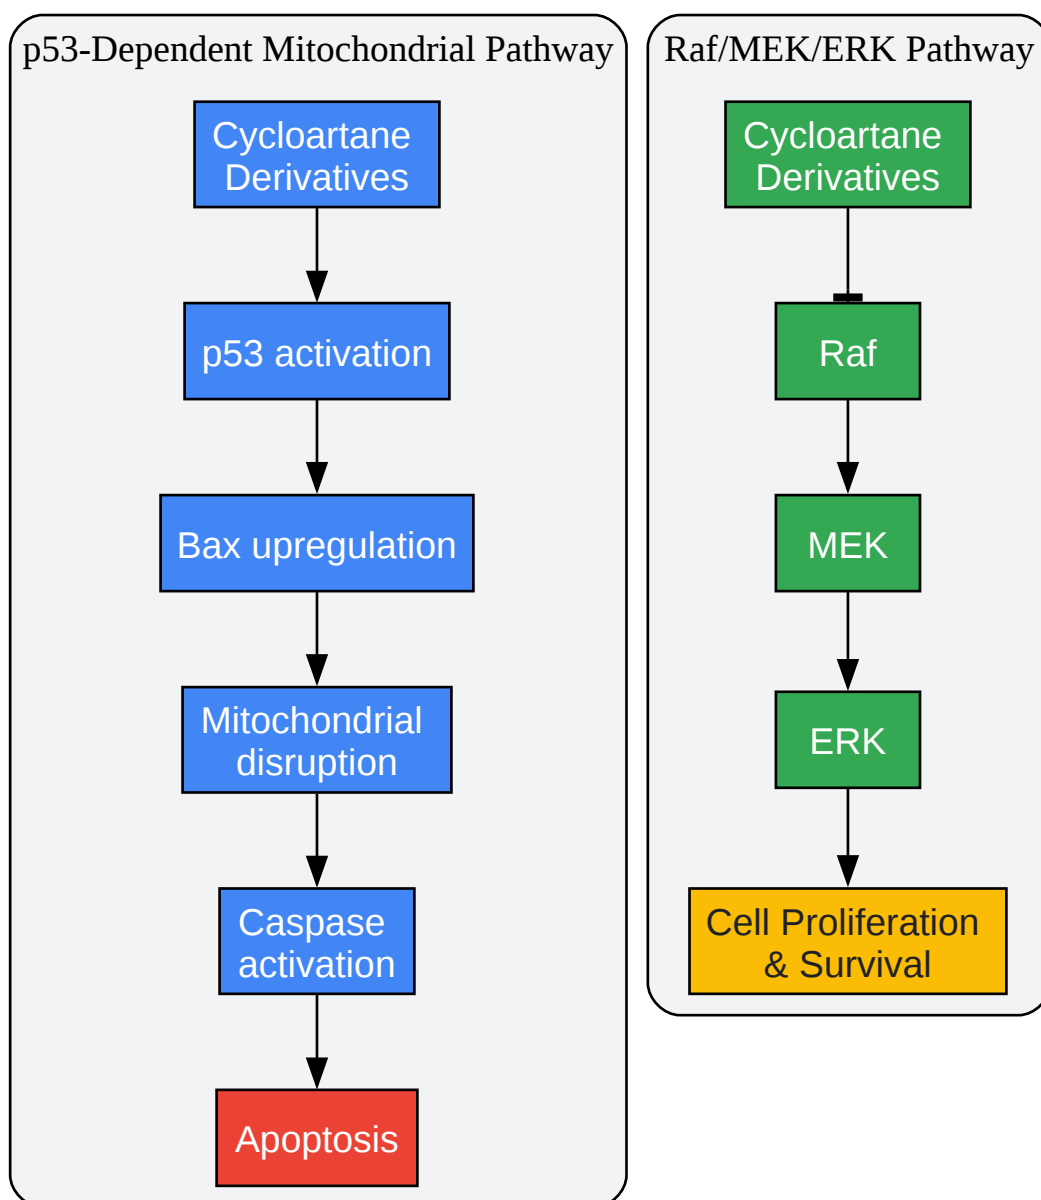 p53-Dependent Mitochondrial Pathway
Cycloartane
Derivatives
p53 activation
Bax upregulation
Mitochondrial
disruption
Caspase
activation
Apoptosis
Raf/MEK/ERK Pathway
Cycloartane
Derivatives
Raf
MEK
ERK
Cell Proliferation
& Survival